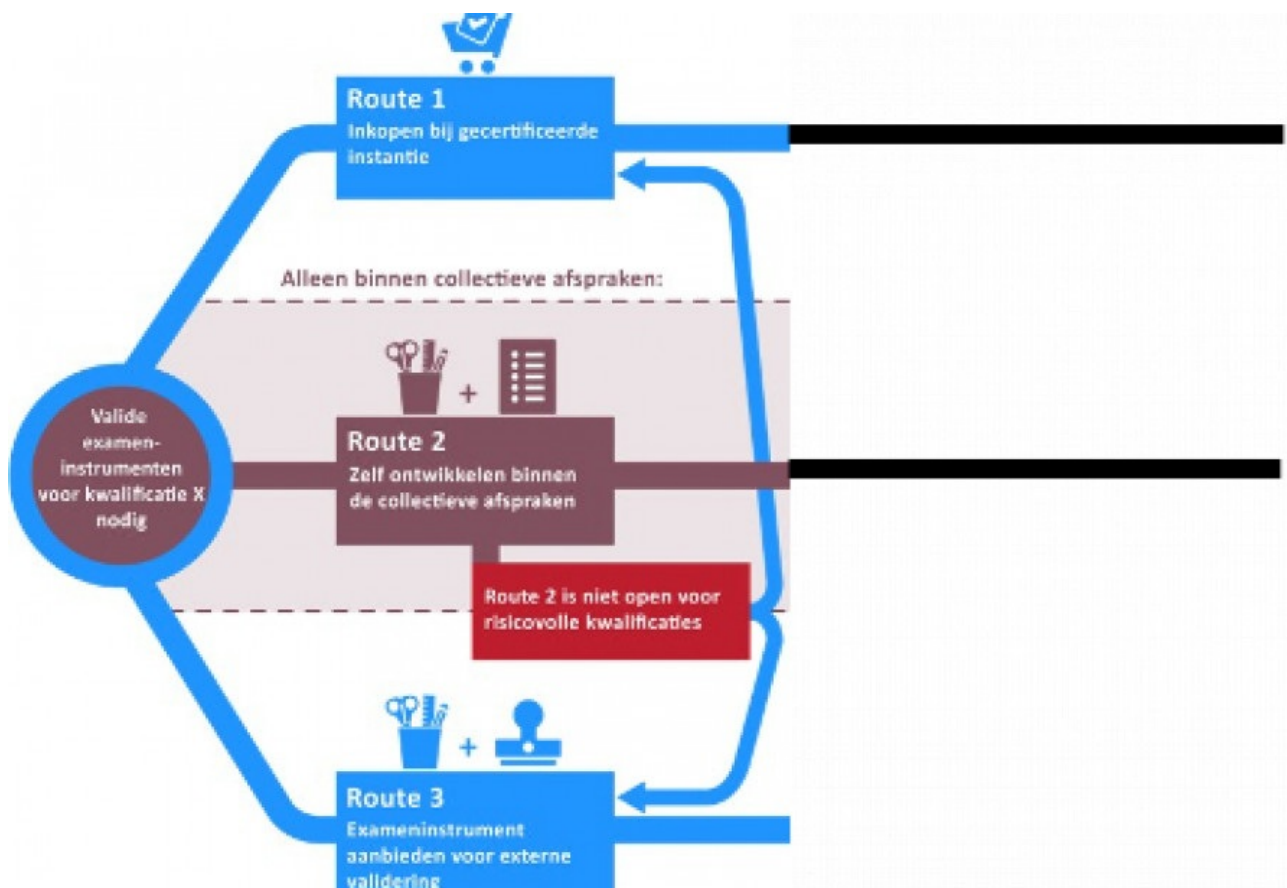 Route 1
Inkopen bij gecertificeerde
instantie
Alleen binnen collectieve afspraken:
Valide
examen-
instrumenten
voor kwalificatie X
nodig
+
Route 2
Zelf ontwikkelen binnen
de collectieve afspraken
Route 2 is niet open voor
risicovolle kwalificaties
+
Route 3
Exameninstrument
aanbieden voor externe
validering